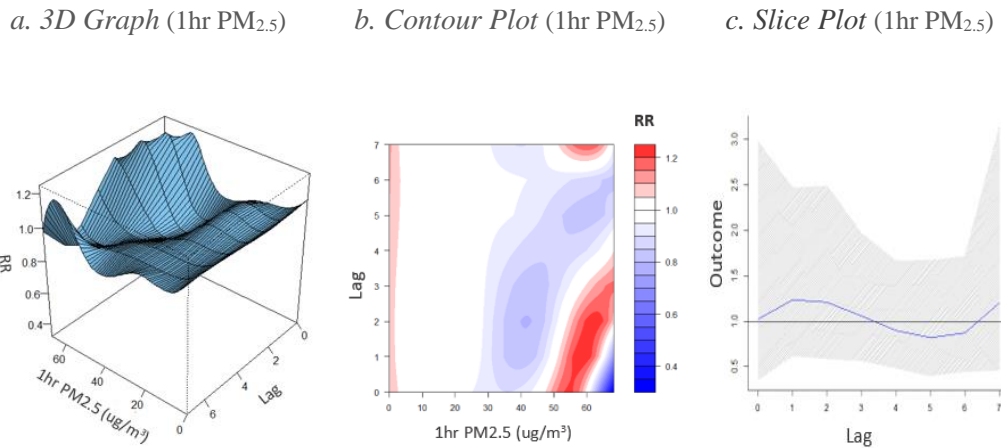 a. 3D Graph (1hr PM2.5)
b. Contour Plot (1hr PM2.5)
c. Slice Plot (1hr PM2.5)
RR
1.2
1.0
0.8
0.6
0.4
60
40
20
0
1hr PM2.5 (ug/m³)
0
2
4
6
Lag
RR
7
6
5
4
3
2
1
0
Lag
0 10 20 30 40 50 60
1hr PM2.5 (ug/m³)
1.2
1.0
0.8
0.6
0.4
3.0
2.5
2.0
1.5
1.0
0.5
Outcome
0 1 2 3 4 5 6 7
Lag